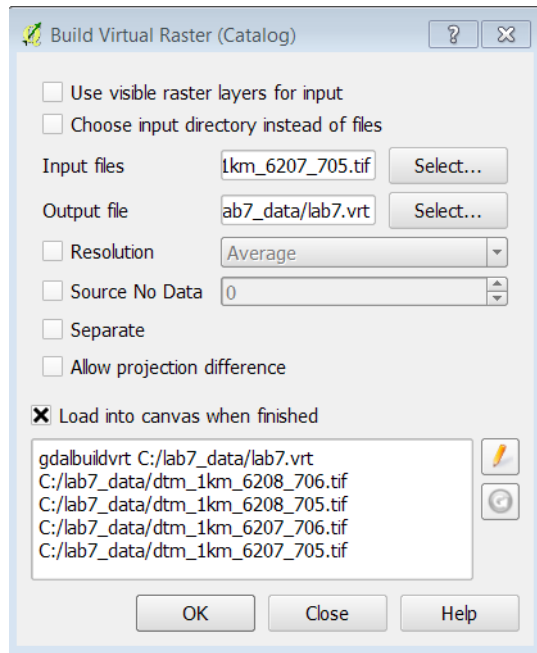 Build Virtual Raster (Catalog)
Use visible raster layers for input
Choose input directory instead of files
Input files 1km_6207_705.tif Select...
Output file ab7_data/lab7.vrt Select...
Resolution Average
Source No Data 0
Separate
Allow projection difference
Load into canvas when finished
gdalbuildvrt C:/lab7_data/lab7.vrt
C:/lab7_data/dtm_1km_6208_706.tif
C:/lab7_data/dtm_1km_6208_705.tif
C:/lab7_data/dtm_1km_6207_706.tif
C:/lab7_data/dtm_1km_6207_705.tif
OK Close Help